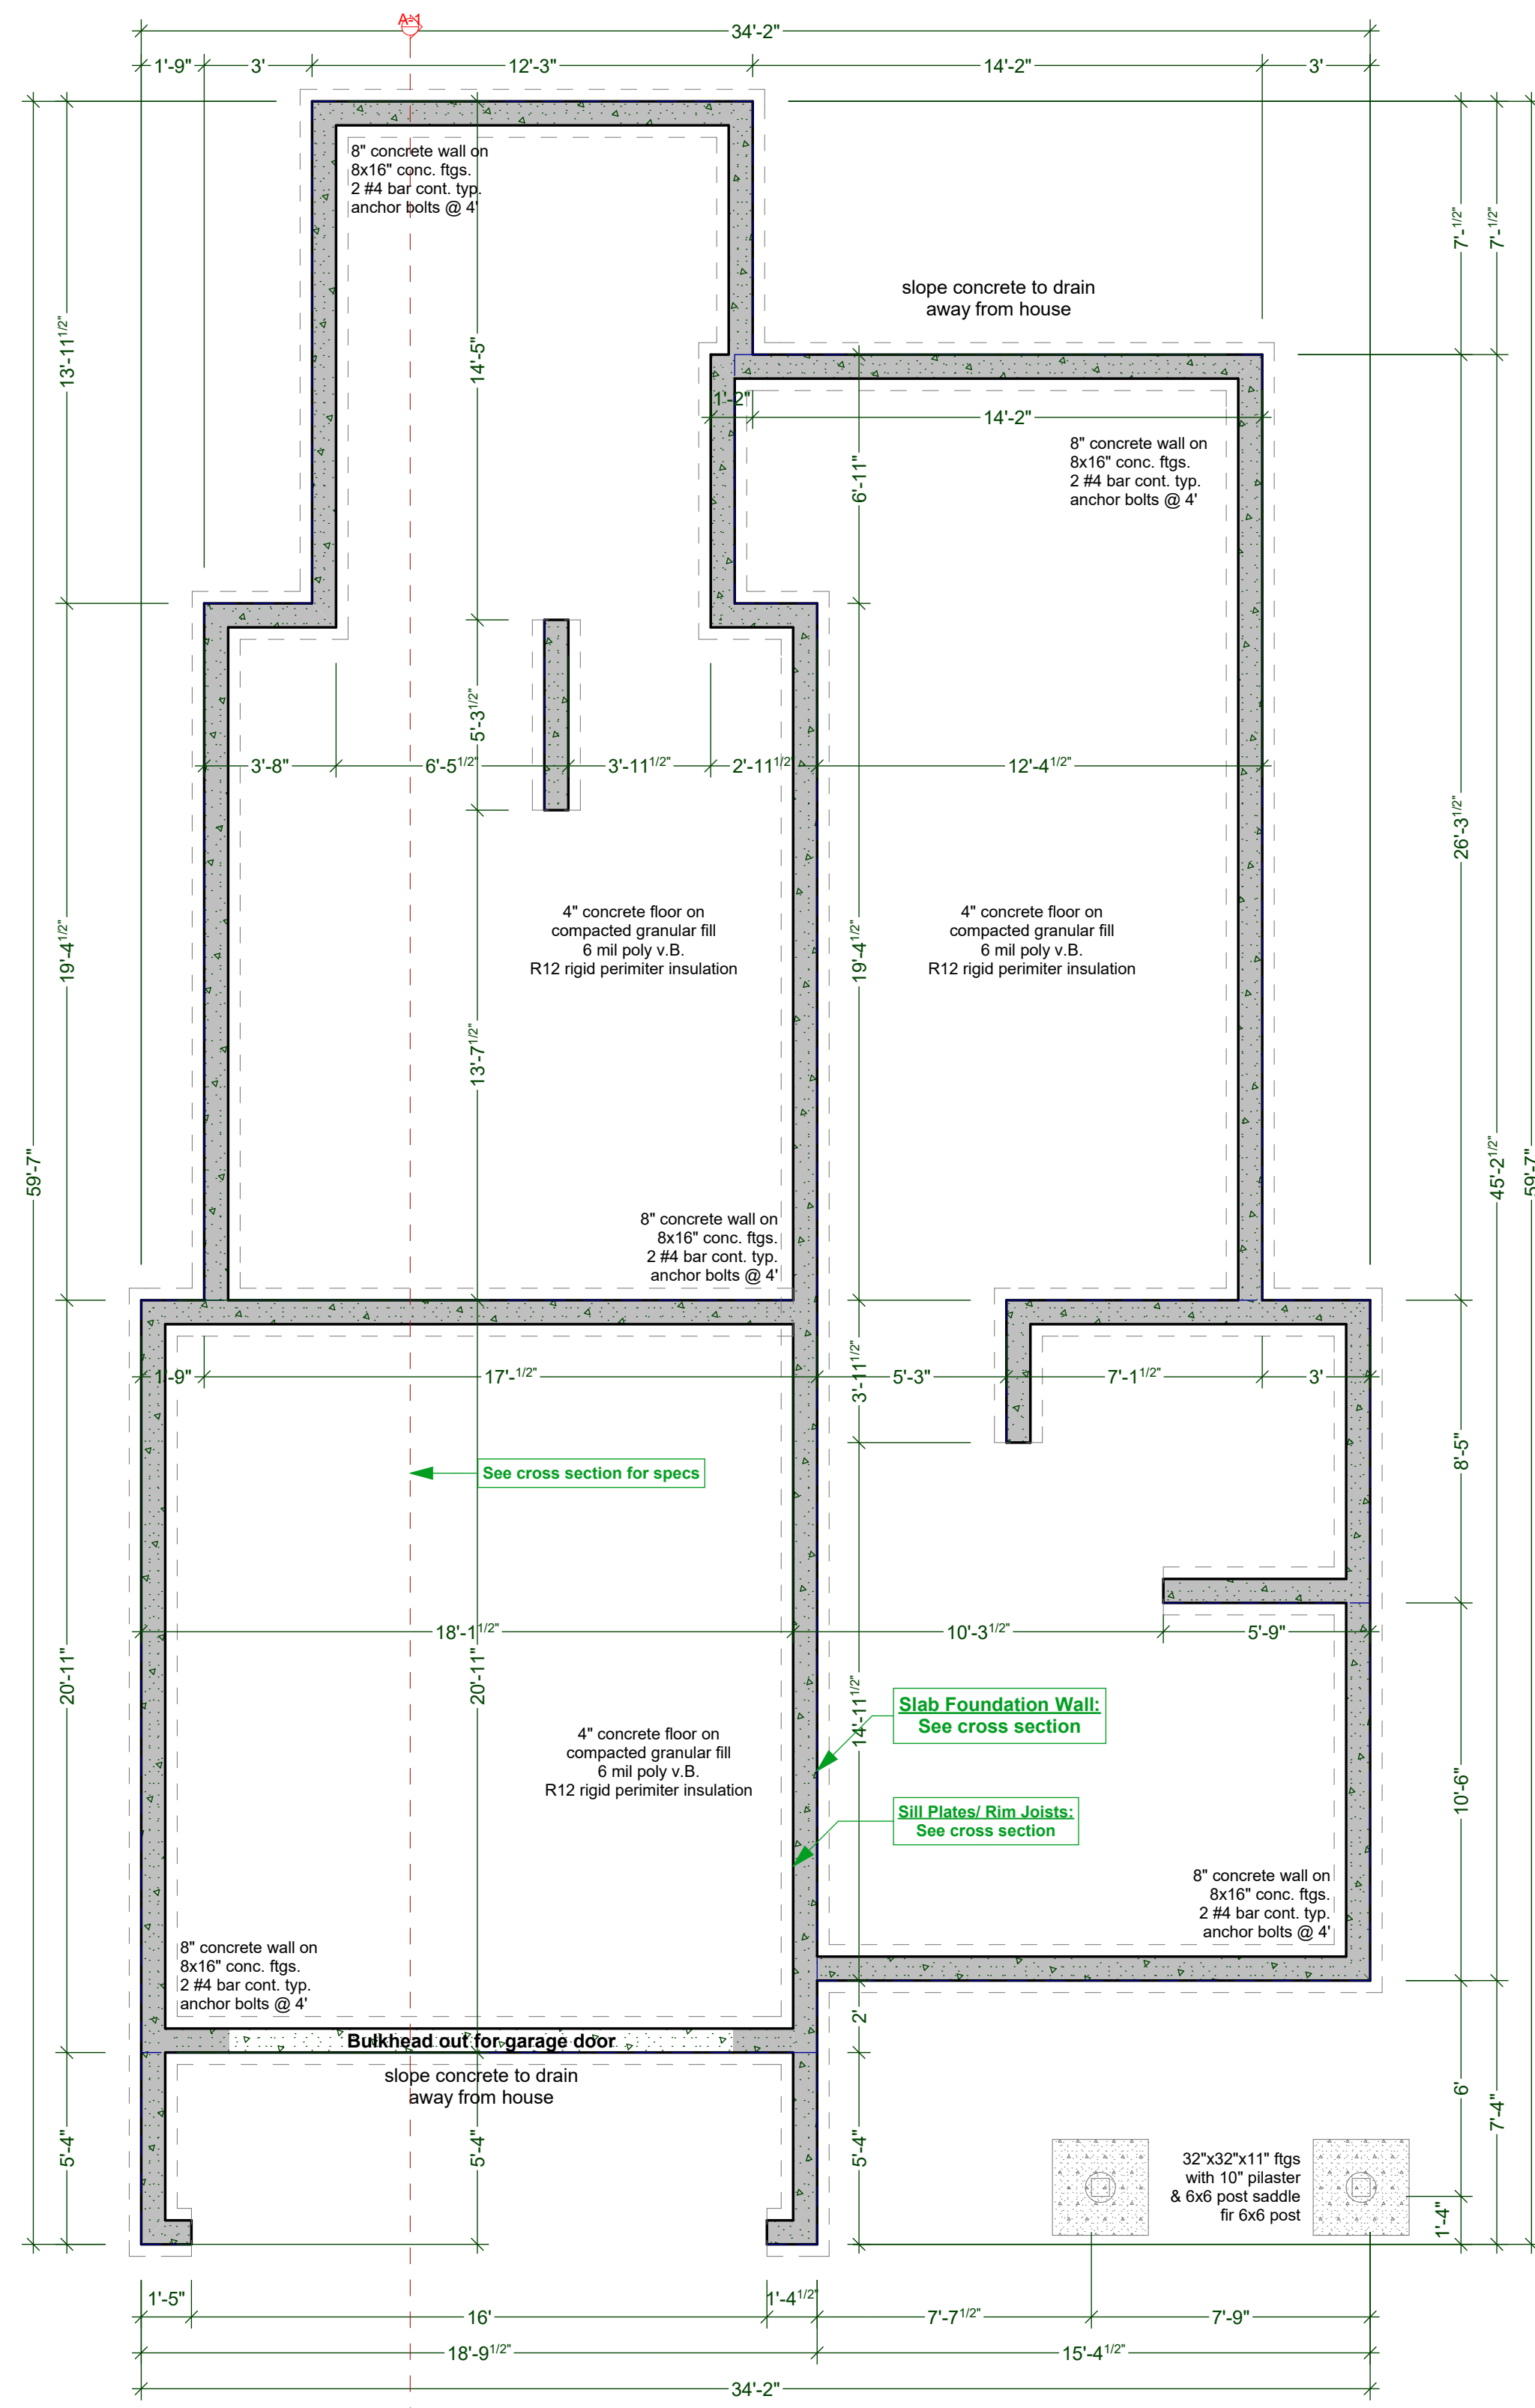 A-1
34'-2"
1'-9"
3'
12'-3"
14'-2"
3'
8" concrete wall on
8x16" conc. ftgs.
2 #4 bar cont. typ.
anchor bolts @ 4'
7'-1/2"
7'-1/2"
slope concrete to drain
away from house
13'-11 1/2"
14'-5"
1'-2"
14'-2"
8" concrete wall on
8x16" conc. ftgs.
2 #4 bar cont. typ.
anchor bolts @ 4'
6'-11"
5'-3 1/2"
3'-8"
6'-5 1/2"
3'-11 1/2"
2'-11 1/2"
12'-4 1/2"
26'-3 1/2"
4" concrete floor on
compacted granular fill
6 mil poly v.B.
R12 rigid perimiter insulation
4" concrete floor on
compacted granular fill
6 mil poly v.B.
R12 rigid perimiter insulation
19'-4 1/2"
19'-4 1/2"
13'-7 1/2"
59'-7"
45'-2 1/2"
59'-7"
8" concrete wall on
8x16" conc. ftgs.
2 #4 bar cont. typ.
anchor bolts @ 4'
1'-9"
17'-1/2"
3'-11 1/2"
5'-3"
7'-1 1/2"
3'
8'-5"
See cross section for specs
18'-1 1/2"
10'-3 1/2"
5'-9"
20'-11"
20'-11"
14'-11 1/2"
Slab Foundation Wall:
See cross section
4" concrete floor on
compacted granular fill
6 mil poly v.B.
R12 rigid perimiter insulation
10'-6"
Sill Plates/ Rim Joists:
See cross section
8" concrete wall on
8x16" conc. ftgs.
2 #4 bar cont. typ.
anchor bolts @ 4'
8" concrete wall on
8x16" conc. ftgs.
2 #4 bar cont. typ.
anchor bolts @ 4'
2'
Bulkhead out for garage door
slope concrete to drain
away from house
6'
7'-4"
5'-4"
5'-4"
5'-4"
32"x32"x11" ftgs
with 10" pilaster
& 6x6 post saddle
fir 6x6 post
1'-4"
1'-5"
16'
1'-4 1/2"
7'-7 1/2"
7'-9"
18'-9 1/2"
15'-4 1/2"
34'-2"